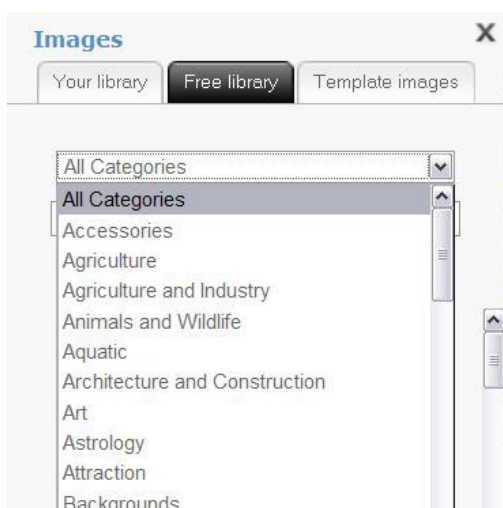 Images
X
Your library Free library Template images
All Categories
All Categories
Accessories
Agriculture
Agriculture and Industry
Animals and Wildlife
Aquatic
Architecture and Construction
Art
Astrology
Attraction
Backgrounds